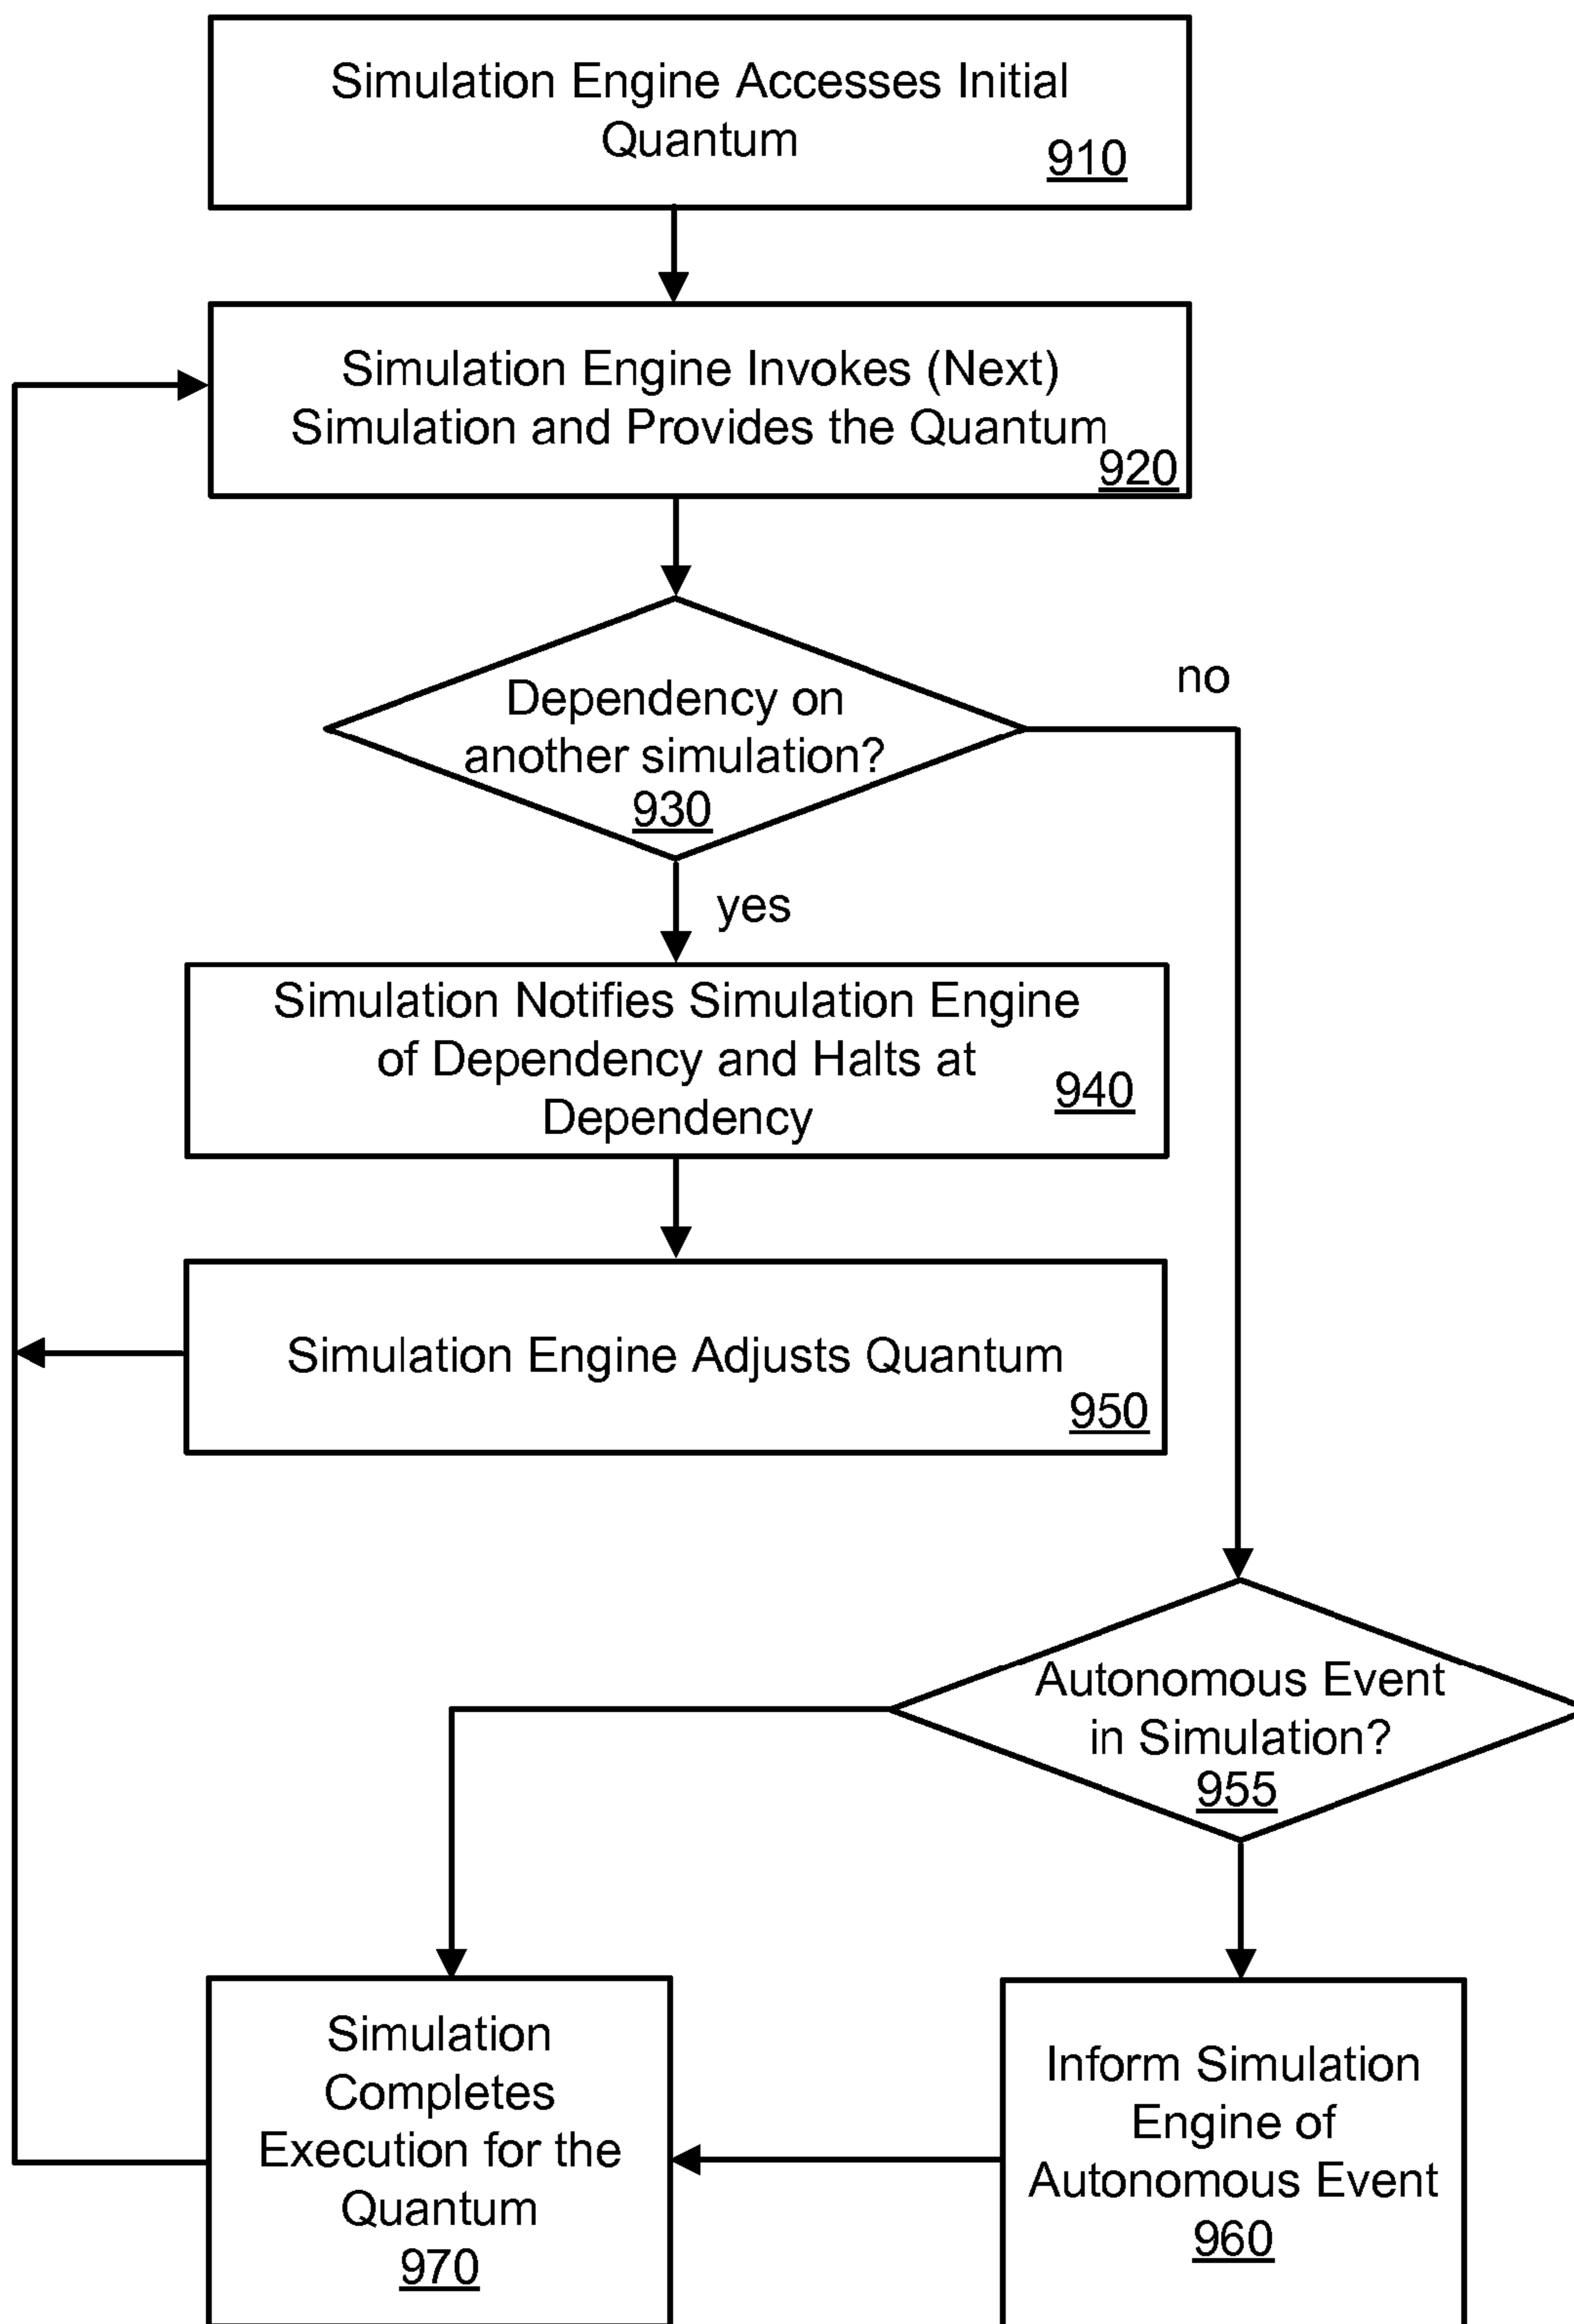 Simulation Engine Accesses Initial
Quantum
910
Simulation Engine Invokes (Next)
Simulation and Provides the Quantum
920
no
Dependency on
another simulation?
930
yes
Simulation Notifies Simulation Engine
of Dependency and Halts at
Dependency
940
Simulation Engine Adjusts Quantum
950
Autonomous Event
in Simulation?
955
Simulation
Completes
Execution for the
Quantum
970
Inform Simulation
Engine of
Autonomous Event
960